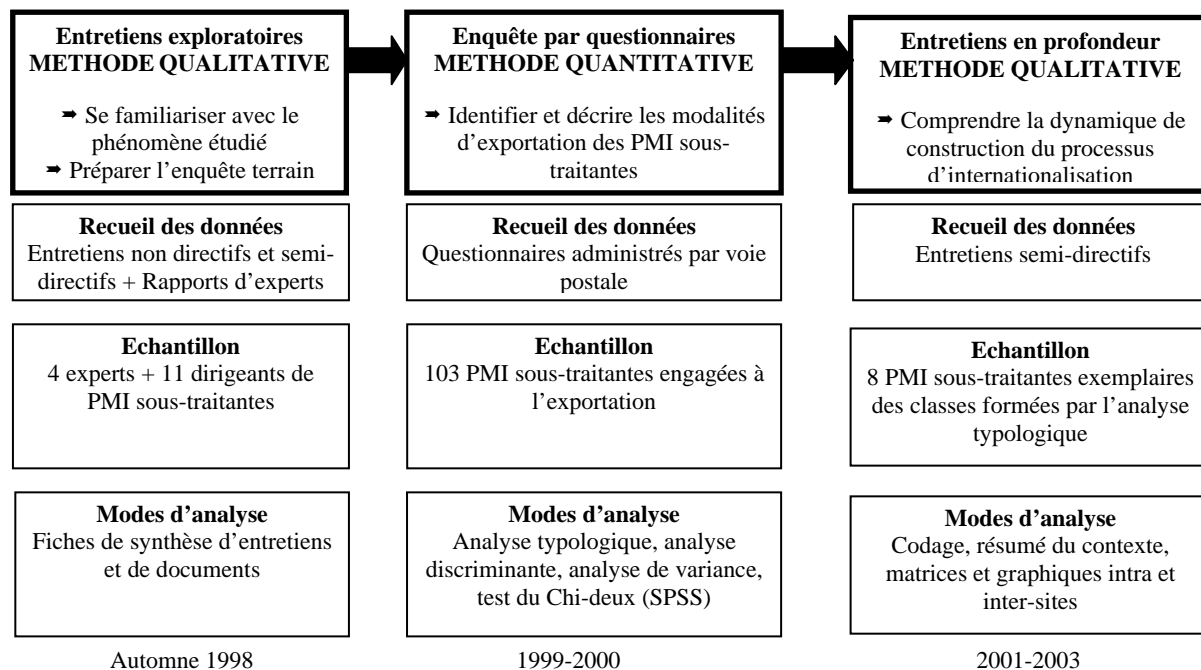 Entretiens exploratoires
METHODE QUALITATIVE
➡ Se familiariser avec le
phénomène étudié
➡ Préparer l'enquête terrain
Recueil des données
Entretiens non directifs et semi-
directifs + Rapports d'experts
Echantillon
4 experts + 11 dirigeants de
PMI sous-traitantes
Modes d'analyse
Fiches de synthèse d'entretiens
et de documents
Automne 1998
Enquête par questionnaires
METHODE QUANTITATIVE
➡ Identifier et décrire les modalités
d'exportation des PMI sous-
traitantes
Recueil des données
Questionnaires administrés par voie
postale
Echantillon
103 PMI sous-traitantes engagées à
l'exportation
Modes d'analyse
Analyse typologique, analyse
discriminante, analyse de variance,
test du Chi-deux (SPSS)
1999-2000
Entretiens en profondeur
METHODE QUALITATIVE
➡ Comprendre la dynamique de
construction du processus
d'internationalisation
Recueil des données
Entretiens semi-directifs
Echantillon
8 PMI sous-traitantes exemplaires
des classes formées par l'analyse
typologique
Modes d'analyse
Codage, résumé du contexte,
matrices et graphiques intra et
inter-sites
2001-2003